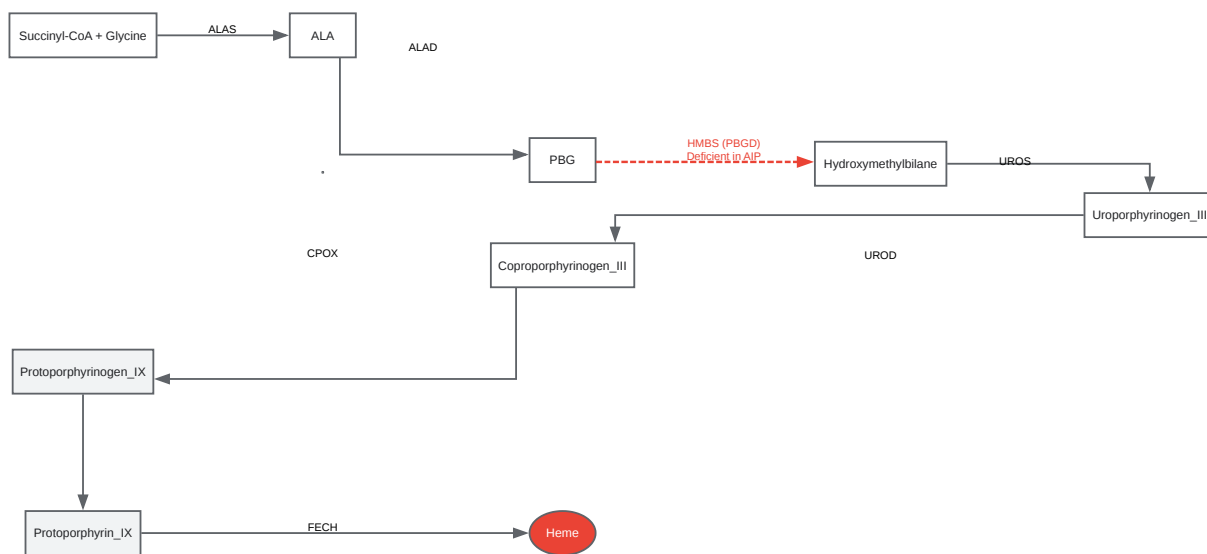 Succinyl-CoA + Glycine
ALAS
ALA
ALAD
PBG
HMBS (PBGD)
Deficient in AIP
Hydroxymethylbilane
UROS
Uroporphyrinogen_III
UROD
Coproporphyrinogen_III
CPOX
Protoporphyrinogen_IX
Protoporphyrin_IX
FECH
Heme